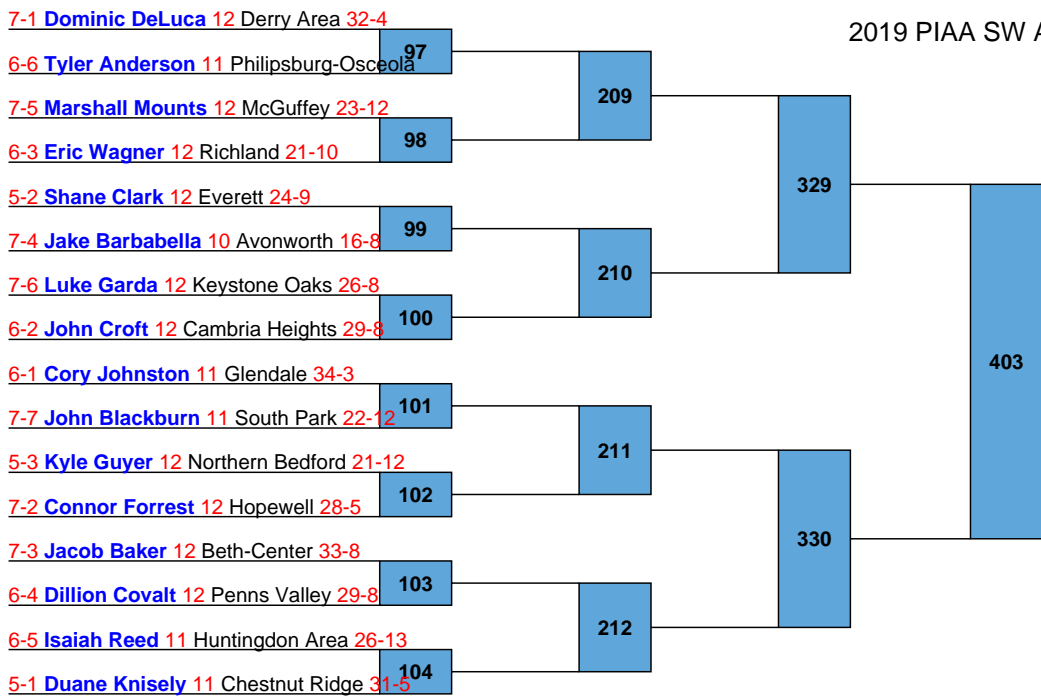 7-1 Dominic DeLuca 12 Derry Area 32-4
2019 PIAA SW A
97
6-6 Tyler Anderson 11 Philipsburg-Osceola
209
7-5 Marshall Mounts 12 McGuffey 23-12
98
6-3 Eric Wagner 12 Richland 21-10
329
5-2 Shane Clark 12 Everett 24-9
99
7-4 Jake Barbabella 10 Avonworth 16-8
210
7-6 Luke Garda 12 Keystone Oaks 26-8
100
6-2 John Croft 12 Cambria Heights 29-8
403
6-1 Cory Johnston 11 Glendale 34-3
101
7-7 John Blackburn 11 South Park 22-12
211
5-3 Kyle Guyer 12 Northern Bedford 21-12
102
7-2 Connor Forrest 12 Hopewell 28-5
330
7-3 Jacob Baker 12 Beth-Center 33-8
103
6-4 Dillion Covalt 12 Penns Valley 29-8
212
6-5 Isaiah Reed 11 Huntingdon Area 26-13
104
5-1 Duane Knisely 11 Chestnut Ridge 31-5